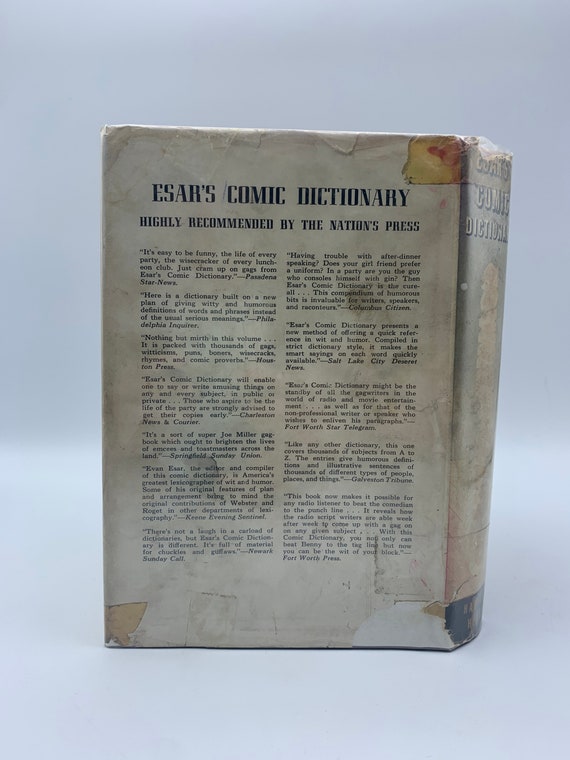 ESAR'S COMIC DICTIONARY
HIGHLY RECOMMENDED BY THE NATION'S PRESS
"It's easy to be funny, the life of every
party, the wisecracker of every lunch-
eon club. Just cram up on gags from
Esar's Comic Dictionary."—Pasadena
Star-News.
"Here is a dictionary built on a new
plan of giving witty and humorous
definitions of words and phrases instead
of the usual serious meanings."—Phila-
delphia Inquirer.
"Nothing but mirth in this volume . . .
It is packed with thousands of gags,
witticisms, puns, boners, wisecracks,
rhymes, and comic proverbs."—Hous-
ton Press.
"Esar's Comic Dictionary will enable
one to say or write amusing things on
any and every subject, in public or
private . . . Those who aspire to be the
life of the party are strongly advised to
get their copies early."—Charleston
News & Courier.
"It's a sort of super Joe Miller gag-
book which ought to brighten the lives
of emcees and toastmasters across the
land."—Springfield Sunday Union.
"Evan Esar, the editor and compiler
of this comic dictionary, is America's
greatest lexicographer of wit and humor.
Some of his original features of plan
and arrangement bring to mind the
original contributions of Webster and
Roget in other departments of lexi-
cography."—Keene Evening Sentinel.
"There's not a laugh in a carload of
dictionaries, but Esar's Comic Diction-
ary is different. It's full of material
for chuckles and guffaws."—Newark
Sunday Call.
"Having trouble with after-dinner
speaking? Does your girl friend prefer
a uniform? In a party are you the guy
who consoles himself with gin? Then
Esar's Comic Dictionary is the cure-
all . . . This compendium of humorous
bits is invaluable for writers, speakers,
and raconteurs."—Columbus Citizen.
"Esar's Comic Dictionary presents a
new method of offering a quick refer-
ence in wit and humor. Compiled in
strict dictionary style, it makes the
smart sayings on each word quickly
available."—Salt Lake City Deseret
News.
"Esar's Comic Dictionary might be the
standby of all the gagwriters in the
world of radio and movie entertain-
ment . . . as well as for that of the
non-professional writer or speaker who
wishes to enliven his paragraphs."—
Fort Worth Star Telegram.
"Like any other dictionary, this one
covers thousands of subjects from A to
Z. The entries give humorous defini-
tions and illustrative sentences of
thousands of different types of people,
places, and things."—Galveston Tribune.
"This book now makes it possible for
any radio listener to beat the comedian
to the punch line . . . It reveals how
the radio script writers are able week
after week to come up with a gag on
on any given subject . . . With this
Comic Dictionary, you not only can
beat Benny to the tag line but now
you can be the wit of your block."—
Fort Worth Press.
COMIC